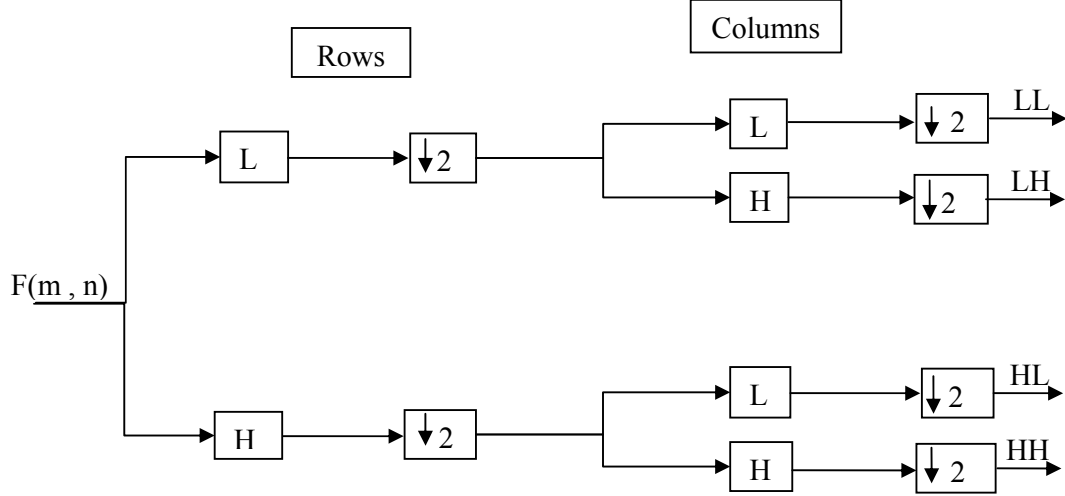 Rows
Columns
L
↓ 2
L
↓ 2
LL
H
↓ 2
LH
F(m , n)
H
↓ 2
L
↓ 2
HL
H
↓ 2
HH